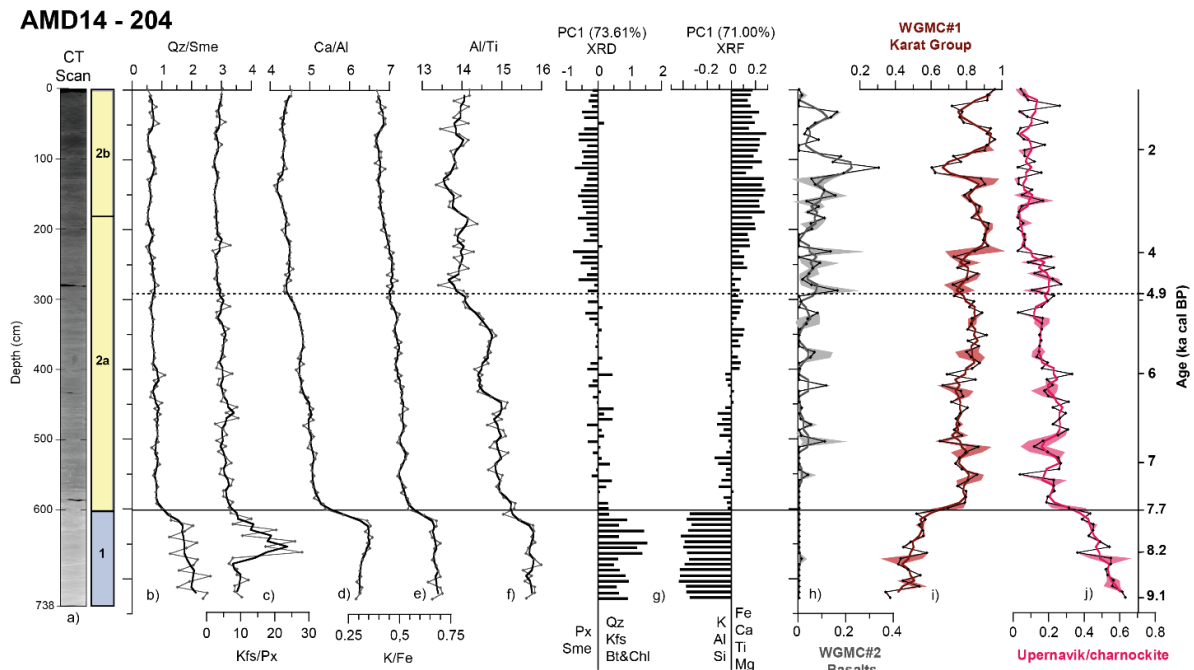 AMD14 - 204
CT
Scan
Qz/Sme
Ca/Al
Al/Ti
PC1 (73.61%)
XRD
PC1 (71.00%)
XRF
WGMC#1
Karat Group
0 1 2 3 4
4 5 6 7 8
13 14 15 16
-1 0 1 2
-0.2 0 0.2
0.2 0.4 0.6 0.8 1
0 0.2 0.4 0.6 0.8
Depth (cm)
0
100
200
300
400
500
600
738
2b
2a
1
2
4
4.9
6
7
7.7
8.2
9.1
Age (ka cal BP)
a)
b)
c)
d)
e)
f)
g)
h)
i)
j)
0 10 20 30
Kfs/Px
0.25 0,5 0.75
K/Fe
Px
Sme
Qz
Kfs
Bt&Chl
K
Al
Si
Fe
Ca
Ti
Mg
0 0.2 0.4
WGMC#2
Basalts
Upernavik/charnockite